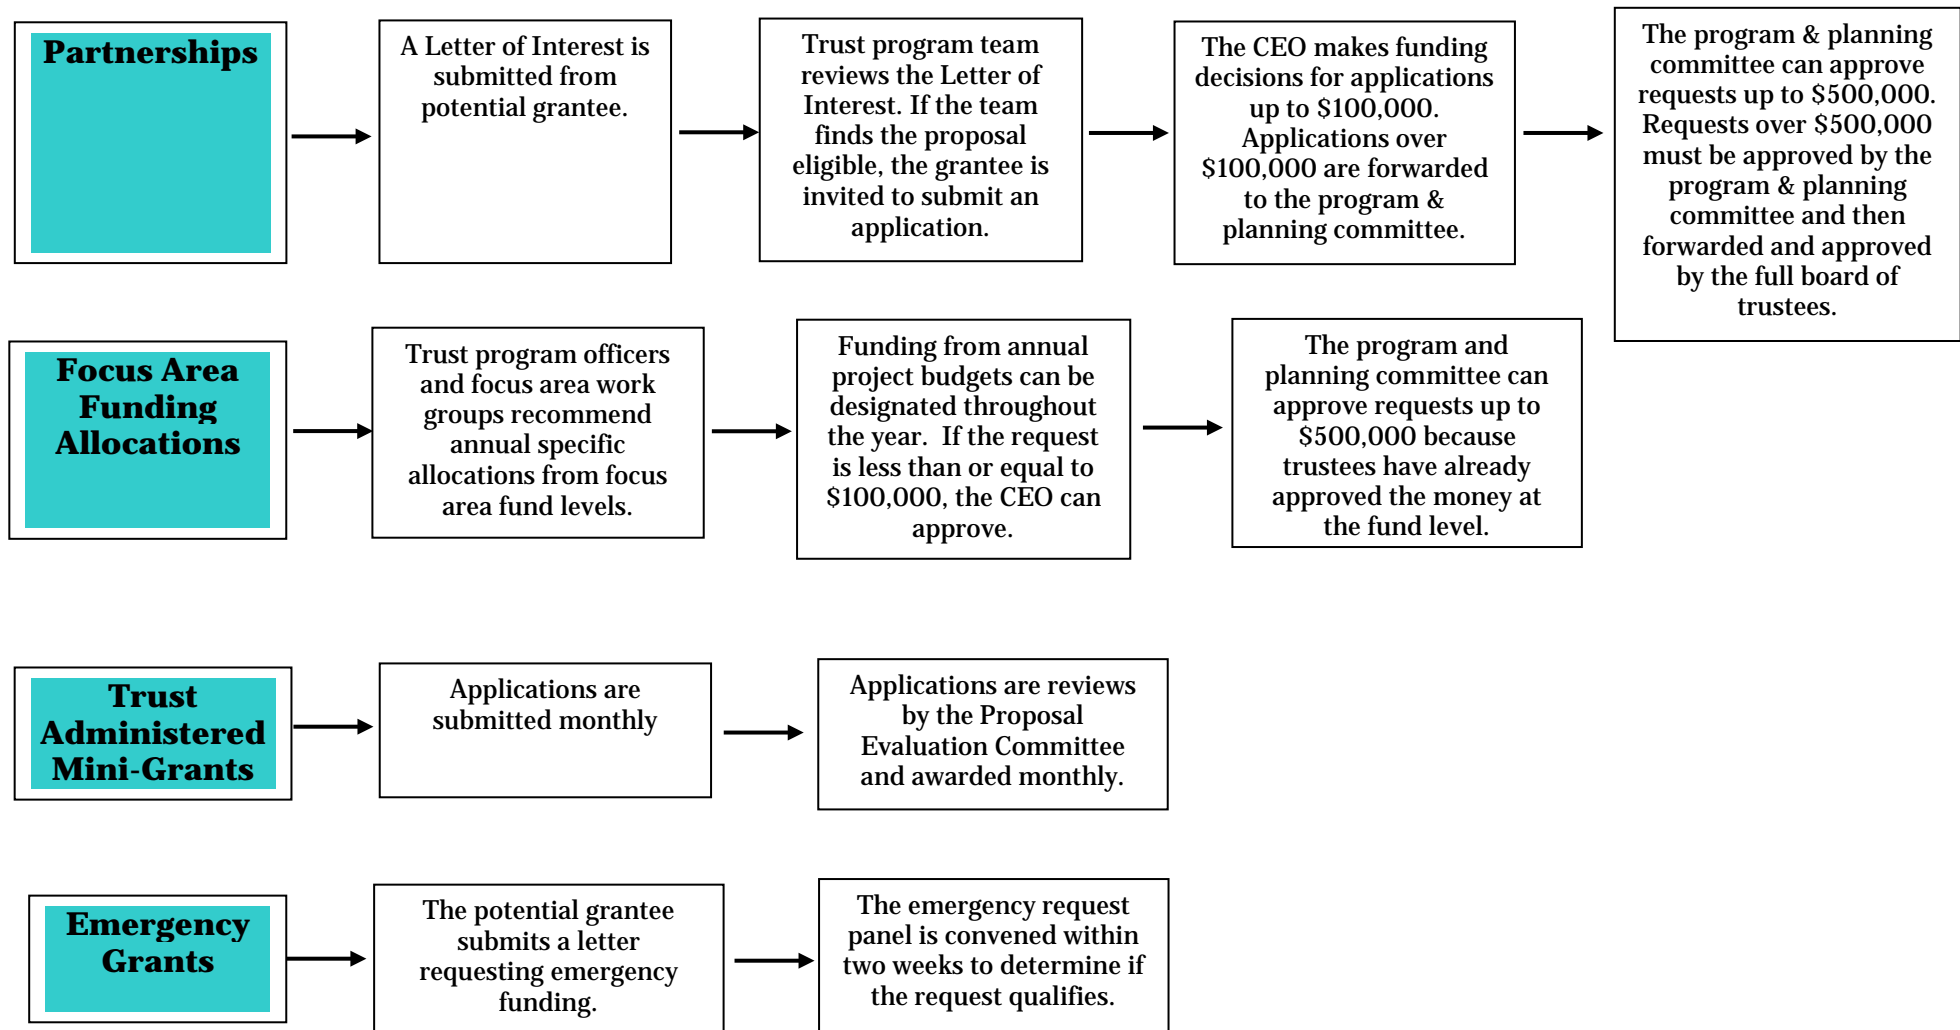 Partnerships
A Letter of Interest is
submitted from
potential grantee.
Trust program team
reviews the Letter of
Interest. If the team
finds the proposal
eligible, the grantee is
invited to submit an
application.
The CEO makes funding
decisions for applications
up to $100,000.
Applications over
$100,000 are forwarded
to the program &
planning committee.
The program & planning
committee can approve
requests up to $500,000.
Requests over $500,000
must be approved by the
program & planning
committee and then
forwarded and approved
by the full board of
trustees.
Focus Area
Funding
Allocations
Trust program officers
and focus area work
groups recommend
annual specific
allocations from focus
area fund levels.
Funding from annual
project budgets can be
designated throughout
the year.  If the request
is less than or equal to
$100,000, the CEO can
approve.
The program and
planning committee can
approve requests up to
$500,000 because
trustees have already
approved the money at
the fund level.
Trust
Administered
Mini-Grants
Applications are
submitted monthly
Applications are reviews
by the Proposal
Evaluation Committee
and awarded monthly.
Emergency
Grants
The potential grantee
submits a letter
requesting emergency
funding.
The emergency request
panel is convened within
two weeks to determine if
the request qualifies.